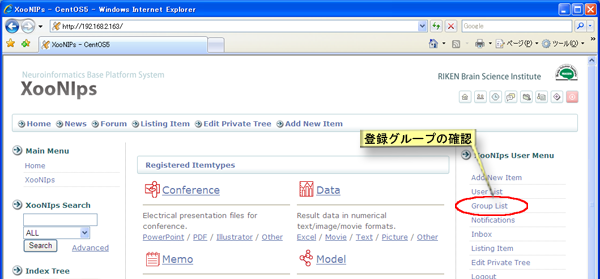 XooNIps - CentOS5 - Windows Internet Explorer
http://192.168.2.163/
Google
XooNIPs - CentOS5
ページ(P)
ツール(O)
Neuroinformatics Base Platform System
XooNIps
RIKEN Brain Science Institute
Home
News
Forum
Listing Item
Edit Private Tree
Add New Item
登録グループの確認
Main Menu
Home
XooNIps
XooNIps Search
ALL
Search
Advanced
Index Tree
Registered Itemtypes
Conference
Electrical presentation files for conference.
PowerPoint / PDF / Illustrator / Other
Data
Result data in numerical text/image/movie formats.
Excel / Movie / Text / Picture / Other
Memo
Model
XooNIps User Menu
Add New Item
User List
Group List
Notifications
Inbox
Listing Item
Edit Private Tree
Logout